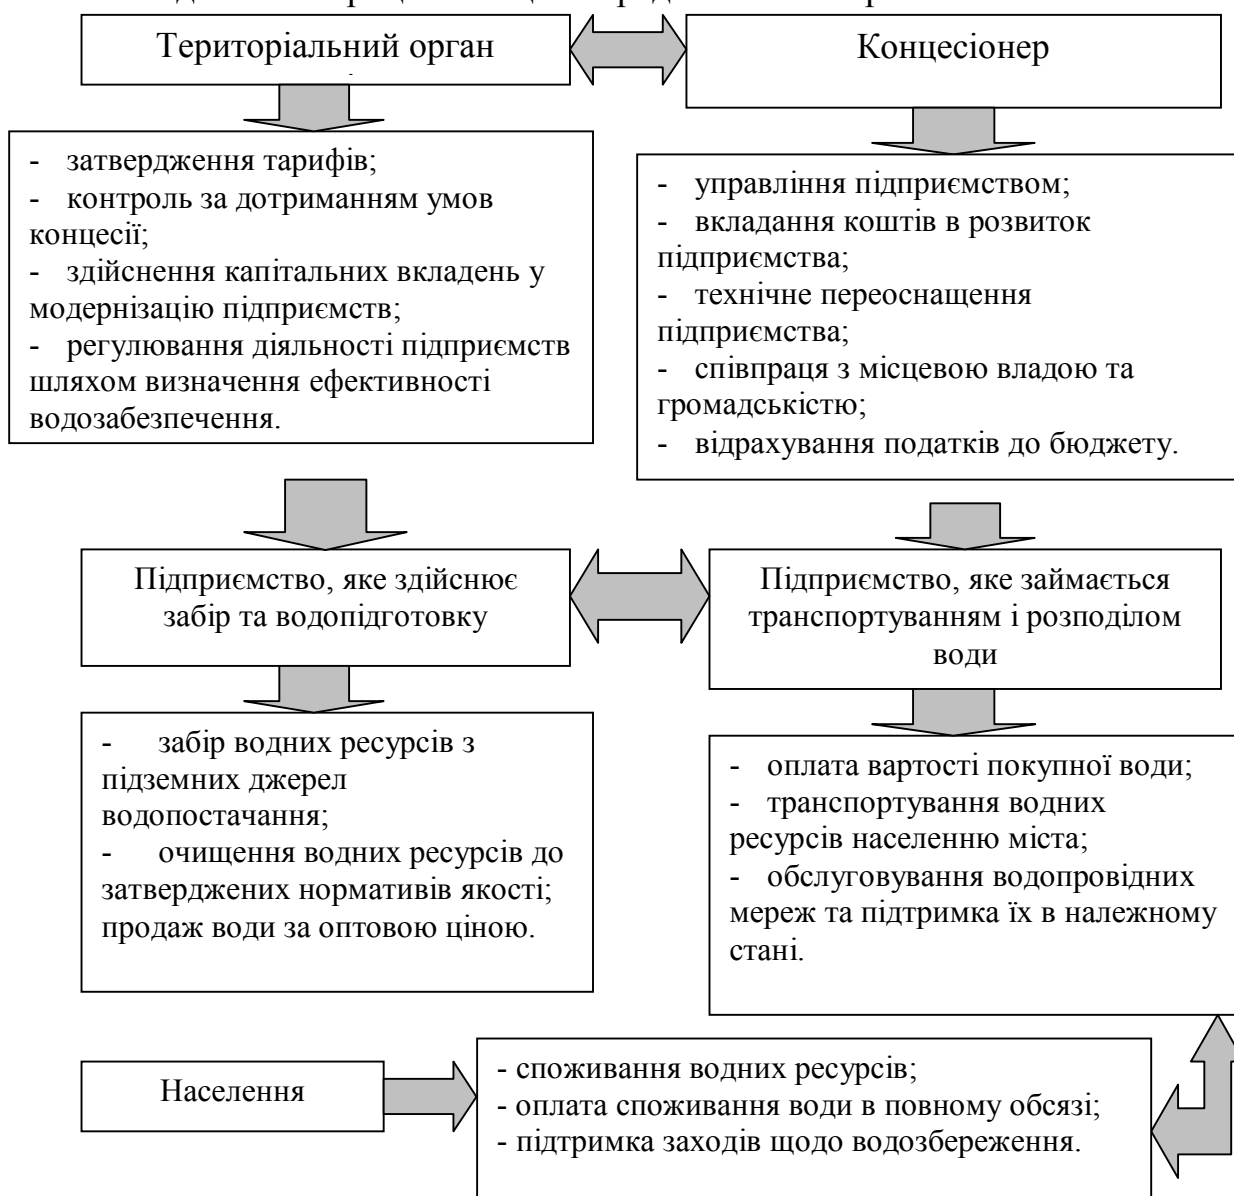 Територіальний орган
Концесіонер
- затвердження тарифів;
- контроль за дотриманням умов
концесії;
- здійснення капітальних вкладень у
модернізацію підприємств;
- регулювання діяльності підприємств
шляхом визначення ефективності
водозабезпечення.
- управління підприємством;
- вкладання коштів в розвиток
підприємства;
- технічне переоснащення
підприємства;
- співпраця з місцевою владою та
громадськістю;
- відрахування податків до бюджету.
Підприємство, яке здійснює
забір та водопідготовку
Підприємство, яке займається
транспортуванням і розподілом
води
- забір водних ресурсів з
підземних джерел
водопостачання;
- очищення водних ресурсів до
затверджених нормативів якості;
продаж води за оптовою ціною.
- оплата вартості покупної води;
- транспортування водних
ресурсів населенню міста;
- обслуговування водопровідних
мереж та підтримка їх в належному
стані.
Населення
- споживання водних ресурсів;
- оплата споживання води в повному обсязі;
- підтримка заходів щодо водозбереження.